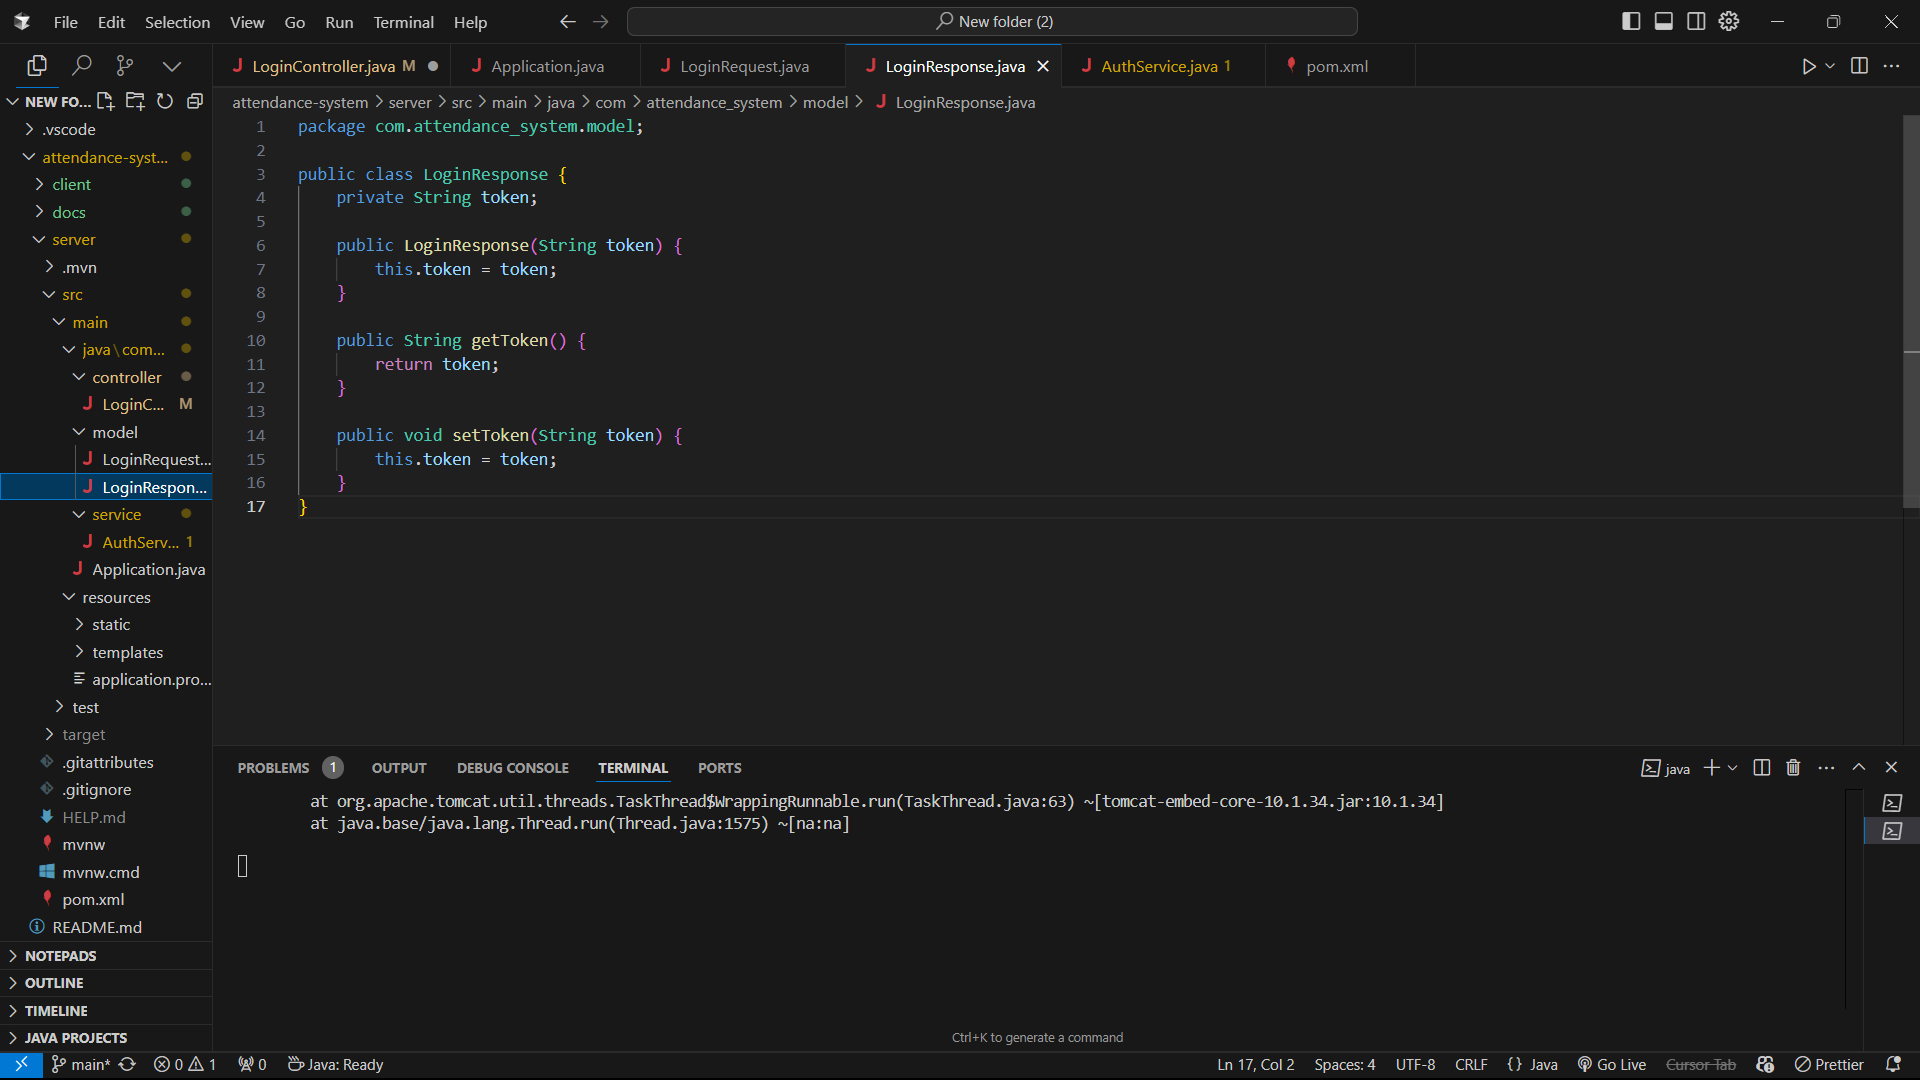 File Edit Selection View Go Run Terminal Help
New folder (2)
LoginController.java M
Application.java
LoginRequest.java
LoginResponse.java
AuthService.java 1
pom.xml
NEW FO...
attendance-system > server > src > main > java > com > attendance_system > model > LoginResponse.java
.vscode
attendance-syst...
client
docs
server
.mvn
src
main
java\com...
controller
LoginC... M
model
LoginRequest...
LoginRespon...
service
AuthServ... 1
Application.java
resources
static
templates
application.pro...
test
target
.gitattributes
.gitignore
HELP.md
mvnw
mvnw.cmd
pom.xml
README.md
NOTEPADS
OUTLINE
TIMELINE
JAVA PROJECTS
1 package com.attendance_system.model;
2
3 public class LoginResponse {
4 private String token;
5
6 public LoginResponse(String token) {
7 this.token = token;
8 }
9
10 public String getToken() {
11 return token;
12 }
13
14 public void setToken(String token) {
15 this.token = token;
16 }
17 }
PROBLEMS 1 OUTPUT DEBUG CONSOLE TERMINAL PORTS
java
at org.apache.tomcat.util.threads.TaskThread$WrappingRunnable.run(TaskThread.java:63) ~[tomcat-embed-core-10.1.34.jar:10.1.34]
at java.base/java.lang.Thread.run(Thread.java:1575) ~[na:na]
Ctrl+K to generate a command
main* 0 1 0 Java: Ready
Ln 17, Col 2 Spaces: 4 UTF-8 CRLF {} Java Go Live Cursor Tab Prettier